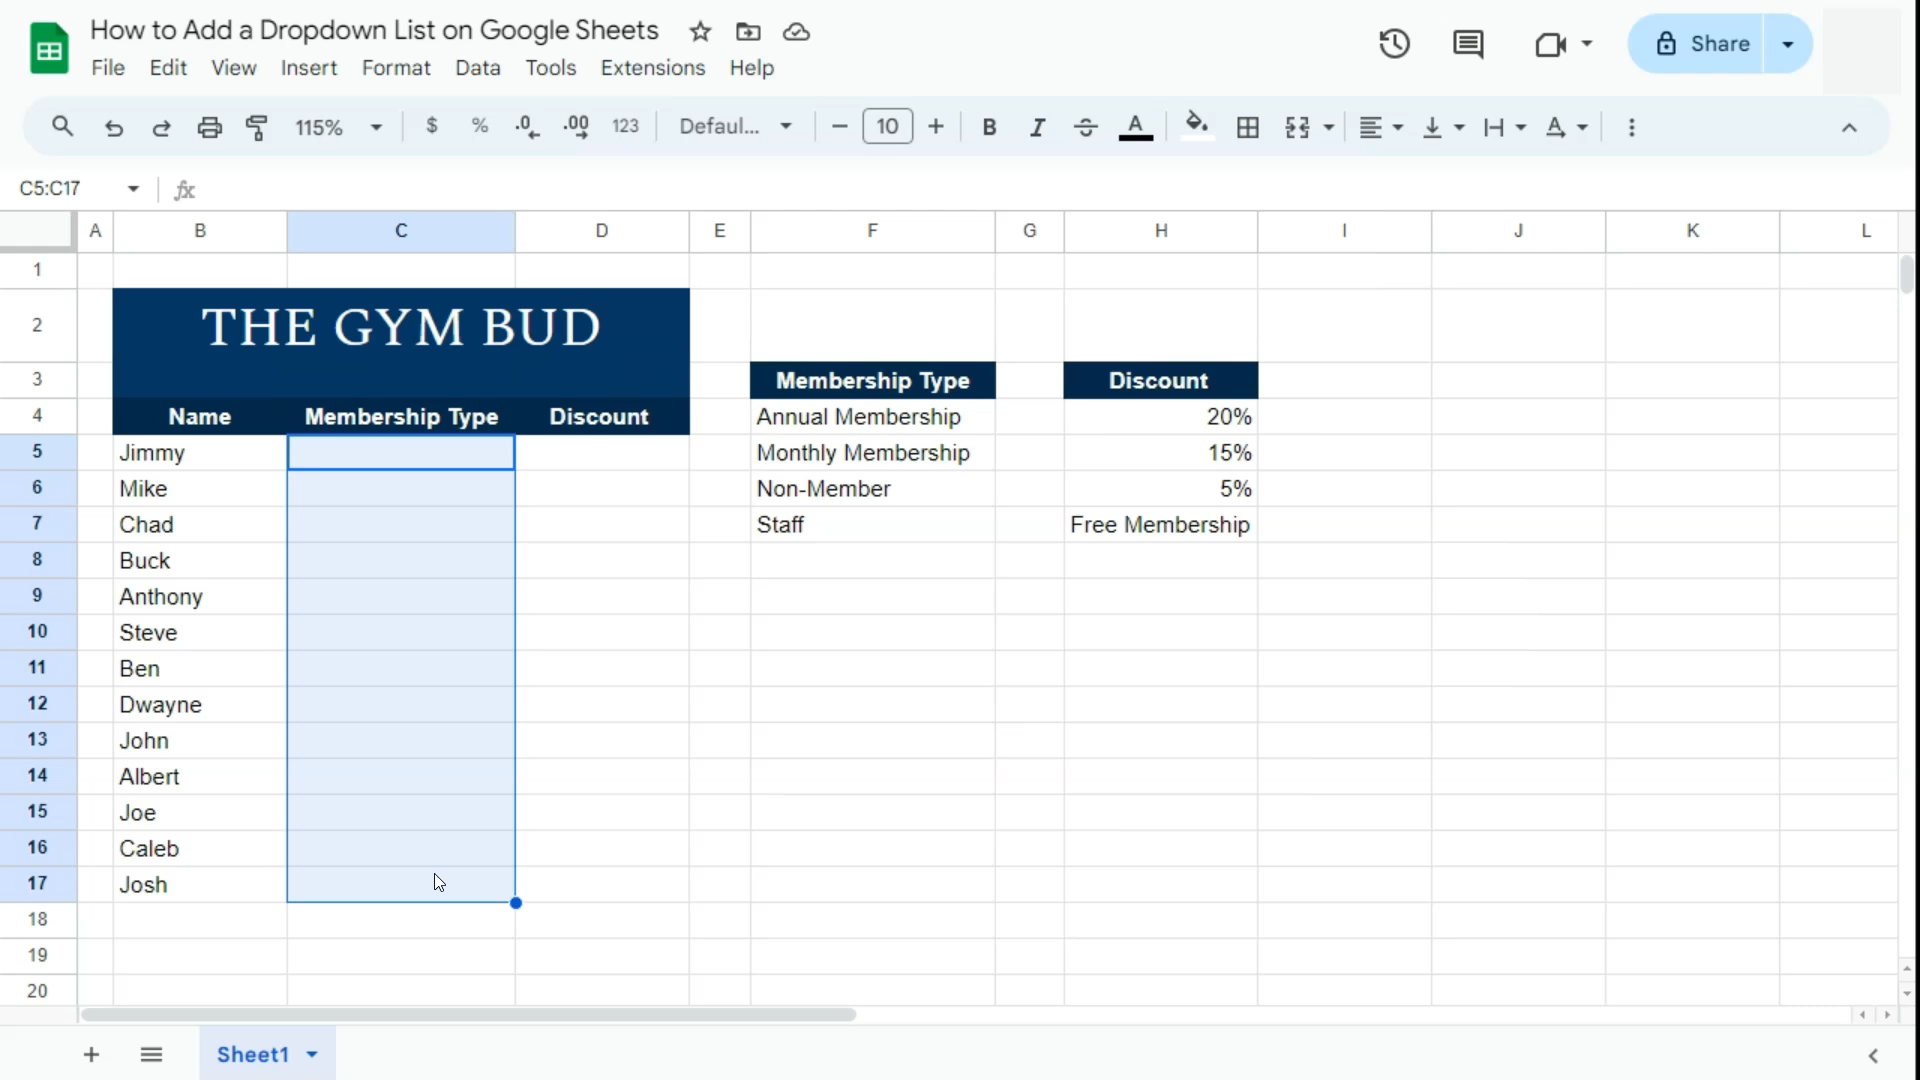 How to Add a Dropdown List on Google Sheets
File Edit View Insert Format Data Tools Extensions Help
Share
115% $ % .0 .00 123 Defaul... 10 B I A
C5:C17 fx
A B C D E F G H I J K L
1
2 THE GYM BUD
3 Membership Type Discount
4 Name Membership Type Discount Annual Membership 20%
5 Jimmy Monthly Membership 15%
6 Mike Non-Member 5%
7 Chad Staff Free Membership
8 Buck
9 Anthony
10 Steve
11 Ben
12 Dwayne
13 John
14 Albert
15 Joe
16 Caleb
17 Josh
18
19
20
Sheet1